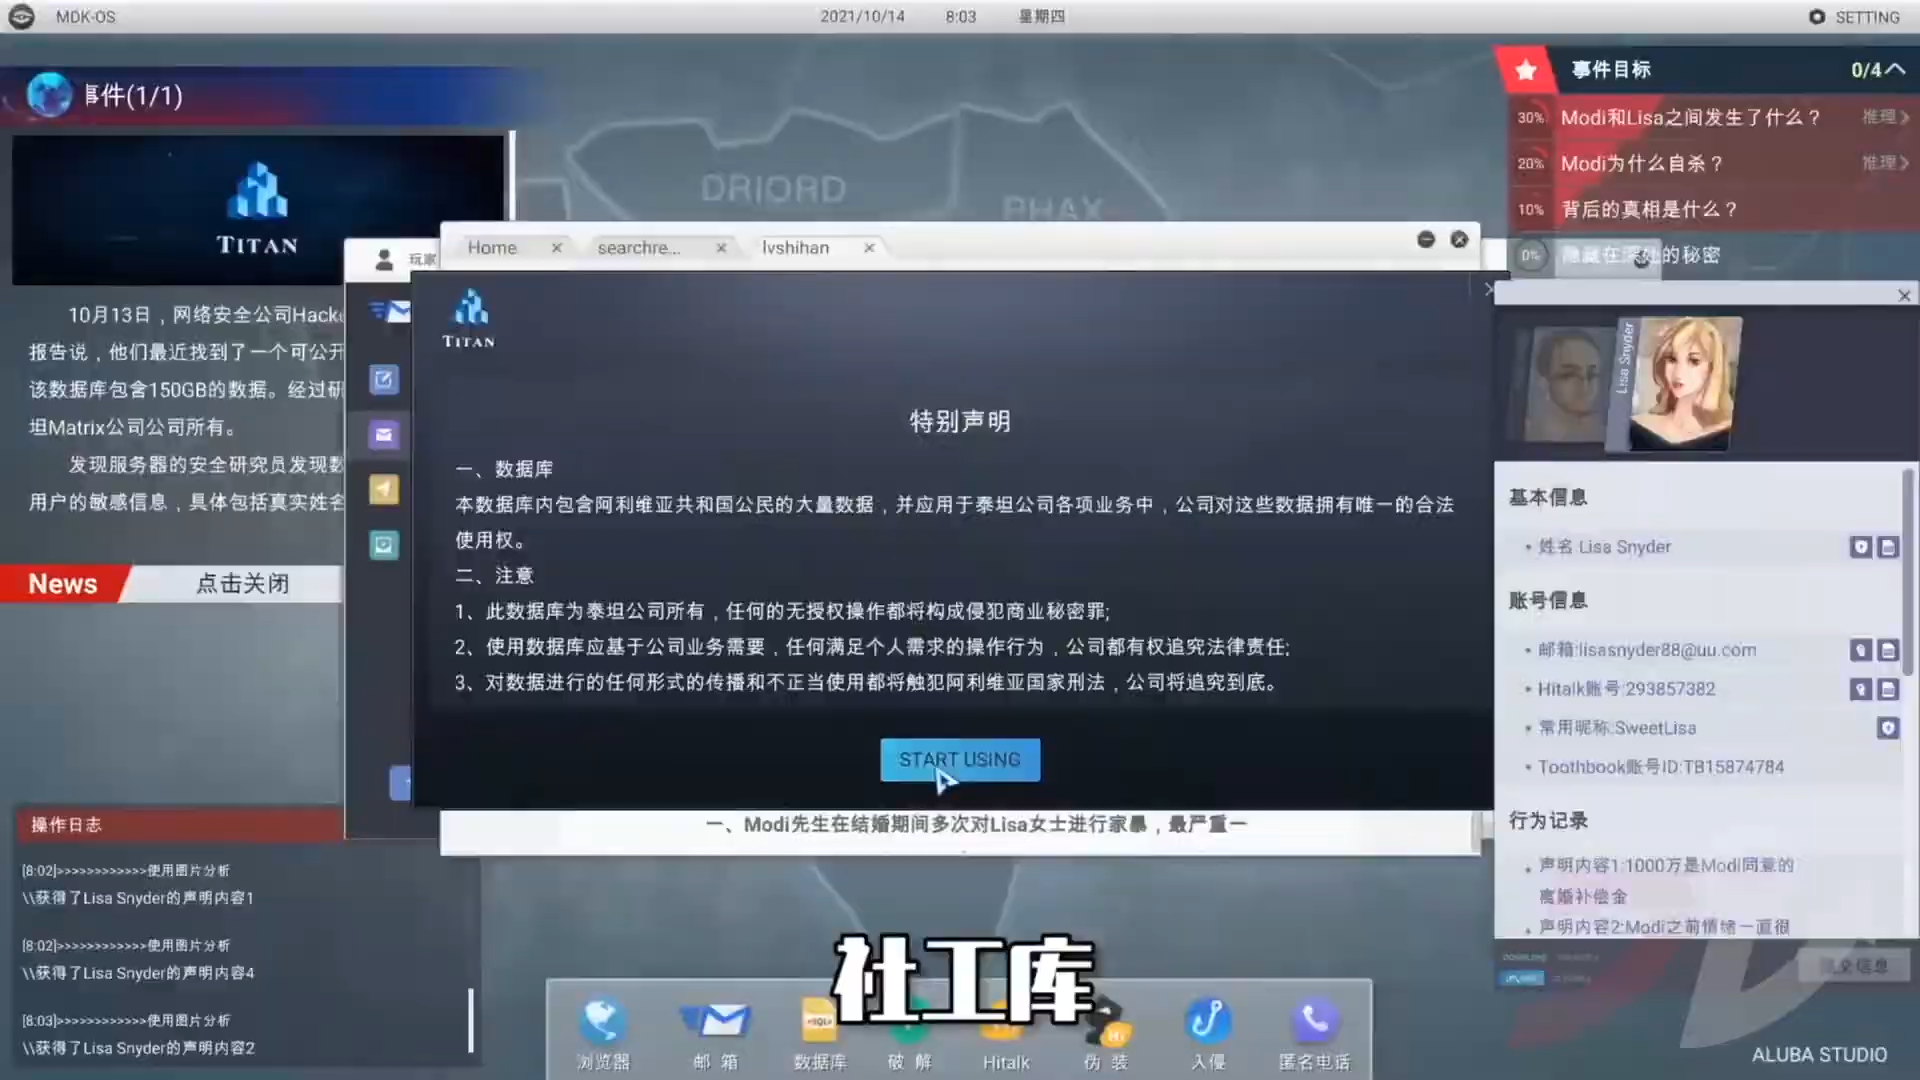 MDK-OS
2021/10/14 8:03 星期四
SETTING
事件(1/1)
TITAN
10月13日，网络安全公司Hack
报告说，他们最近找到了一个可公开
该数据库包含150GB的数据。经过研
坦Matrix公司公司所有。
发现服务器的安全研究员发现数
用户的敏感信息，具体包括真实姓名
News 点击关闭
操作日志
[8:02]>>>>>>>>>>>>使用图片分析
\\获得了Lisa Snyder的声明内容1
[8:02]>>>>>>>>>>>>使用图片分析
\\获得了Lisa Snyder的声明内容4
[8:03]>>>>>>>>>>>>使用图片分析
\\获得了Lisa Snyder的声明内容2
DRIORD
PHAX
玩家
Home searchre... lvshihan
TITAN
特别声明
一、数据库
本数据库内包含阿利维亚共和国公民的大量数据，并应用于泰坦公司各项业务中，公司对这些数据拥有唯一的合法
使用权。
二、注意
1、此数据库为泰坦公司所有，任何的无授权操作都将构成侵犯商业秘密罪;
2、使用数据库应基于公司业务需要，任何满足个人需求的操作行为，公司都有权追究法律责任;
3、对数据进行的任何形式的传播和不正当使用都将触犯阿利维亚国家刑法，公司将追究到底。
START USING
一、Modi先生在结婚期间多次对Lisa女士进行家暴，最严重一
事件目标 0/4
30% Modi和Lisa之间发生了什么？ 推理
20% Modi为什么自杀？ 推理
10% 背后的真相是什么？
0% 隐藏在深处的秘密
Lisa Snyder
基本信息
姓名:Lisa Snyder
账号信息
邮箱:lisasnyder88@uu.com
Hitalk账号:293857382
常用昵称:SweetLisa
Toothbook账号ID:TB15874784
行为记录
声明内容1:1000万是Modi同意的
离婚补偿金
声明内容2:Modi之前情绪一直很
提交信息
社工库
浏览器 邮箱 数据库 破解 Hitalk 伪装 入侵 匿名电话
ALUBA STUDIO